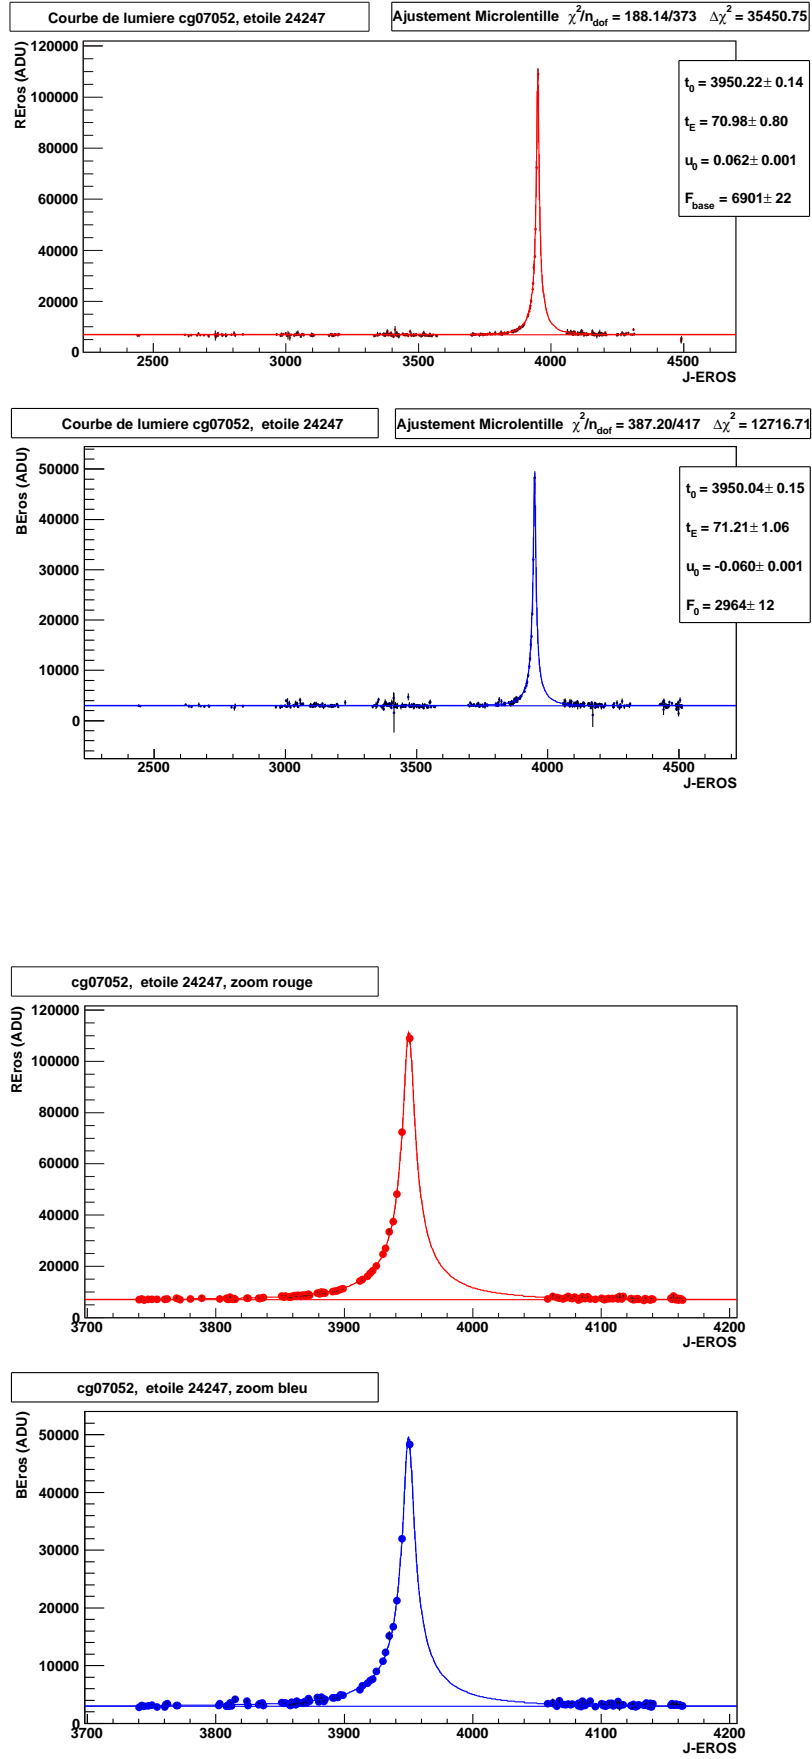 Courbe de lumiere cg07052, etoile 24247
Ajustement Microlentille χ²/n_dof = 188.14/373 Δχ² = 35450.75
REros (ADU)
120000
100000
80000
60000
40000
20000
0
t₀ = 3950.22± 0.14
t_E = 70.98± 0.80
u₀ = 0.062± 0.001
F_base = 6901± 22
2500 3000 3500 4000 4500
J-EROS
Courbe de lumiere cg07052, etoile 24247
Ajustement Microlentille χ²/n_dof = 387.20/417 Δχ² = 12716.71
BEros (ADU)
50000
40000
30000
20000
10000
0
t₀ = 3950.04± 0.15
t_E = 71.21± 1.06
u₀ = -0.060± 0.001
F₀ = 2964± 12
2500 3000 3500 4000 4500
J-EROS
cg07052, etoile 24247, zoom rouge
REros (ADU)
120000
100000
80000
60000
40000
20000
0
3700 3800 3900 4000 4100 4200
J-EROS
cg07052, etoile 24247, zoom bleu
BEros (ADU)
50000
40000
30000
20000
10000
0
3700 3800 3900 4000 4100 4200
J-EROS